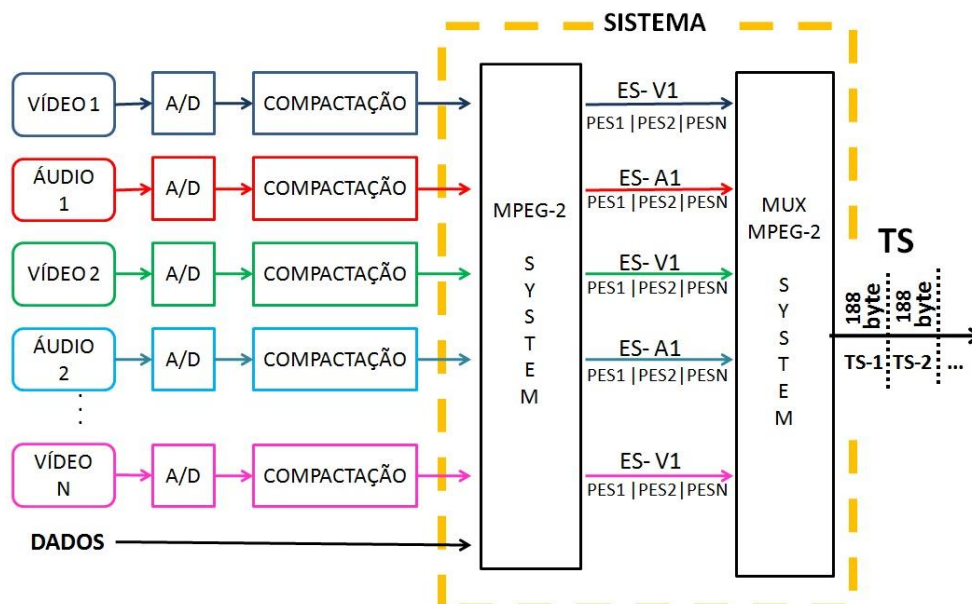 SISTEMA
VÍDEO 1
A/D
COMPACTAÇÃO
ES- V1
PES1 |PES2|PESN
ÁUDIO
1
A/D
COMPACTAÇÃO
ES- A1
PES1 |PES2|PESN
VÍDEO 2
A/D
COMPACTAÇÃO
ES- V1
PES1 |PES2|PESN
ÁUDIO
2
A/D
COMPACTAÇÃO
ES- A1
PES1 |PES2|PESN
VÍDEO
N
A/D
COMPACTAÇÃO
ES- V1
PES1 |PES2|PESN
DADOS
MPEG-2
S
Y
S
T
E
M
MUX
MPEG-2
S
Y
S
T
E
M
TS
188
byte
188
byte
TS-1
TS-2
...